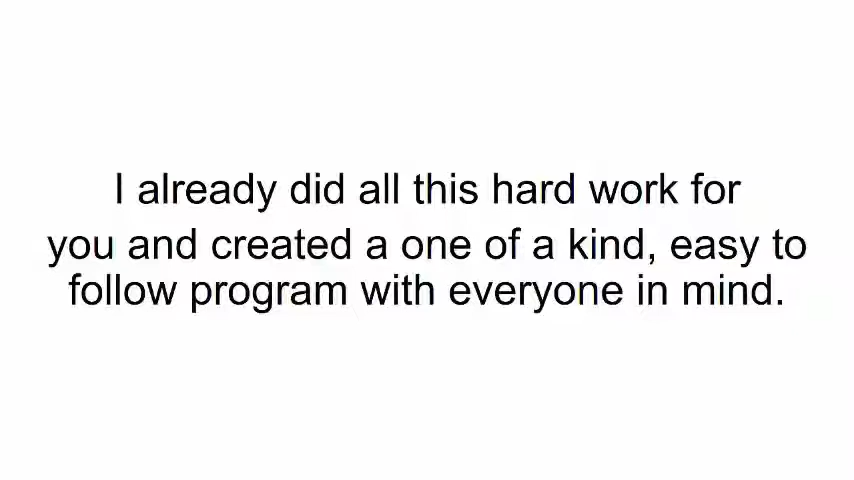 I already did all this hard work for
you and created a one of a kind, easy to
follow program with everyone in mind.